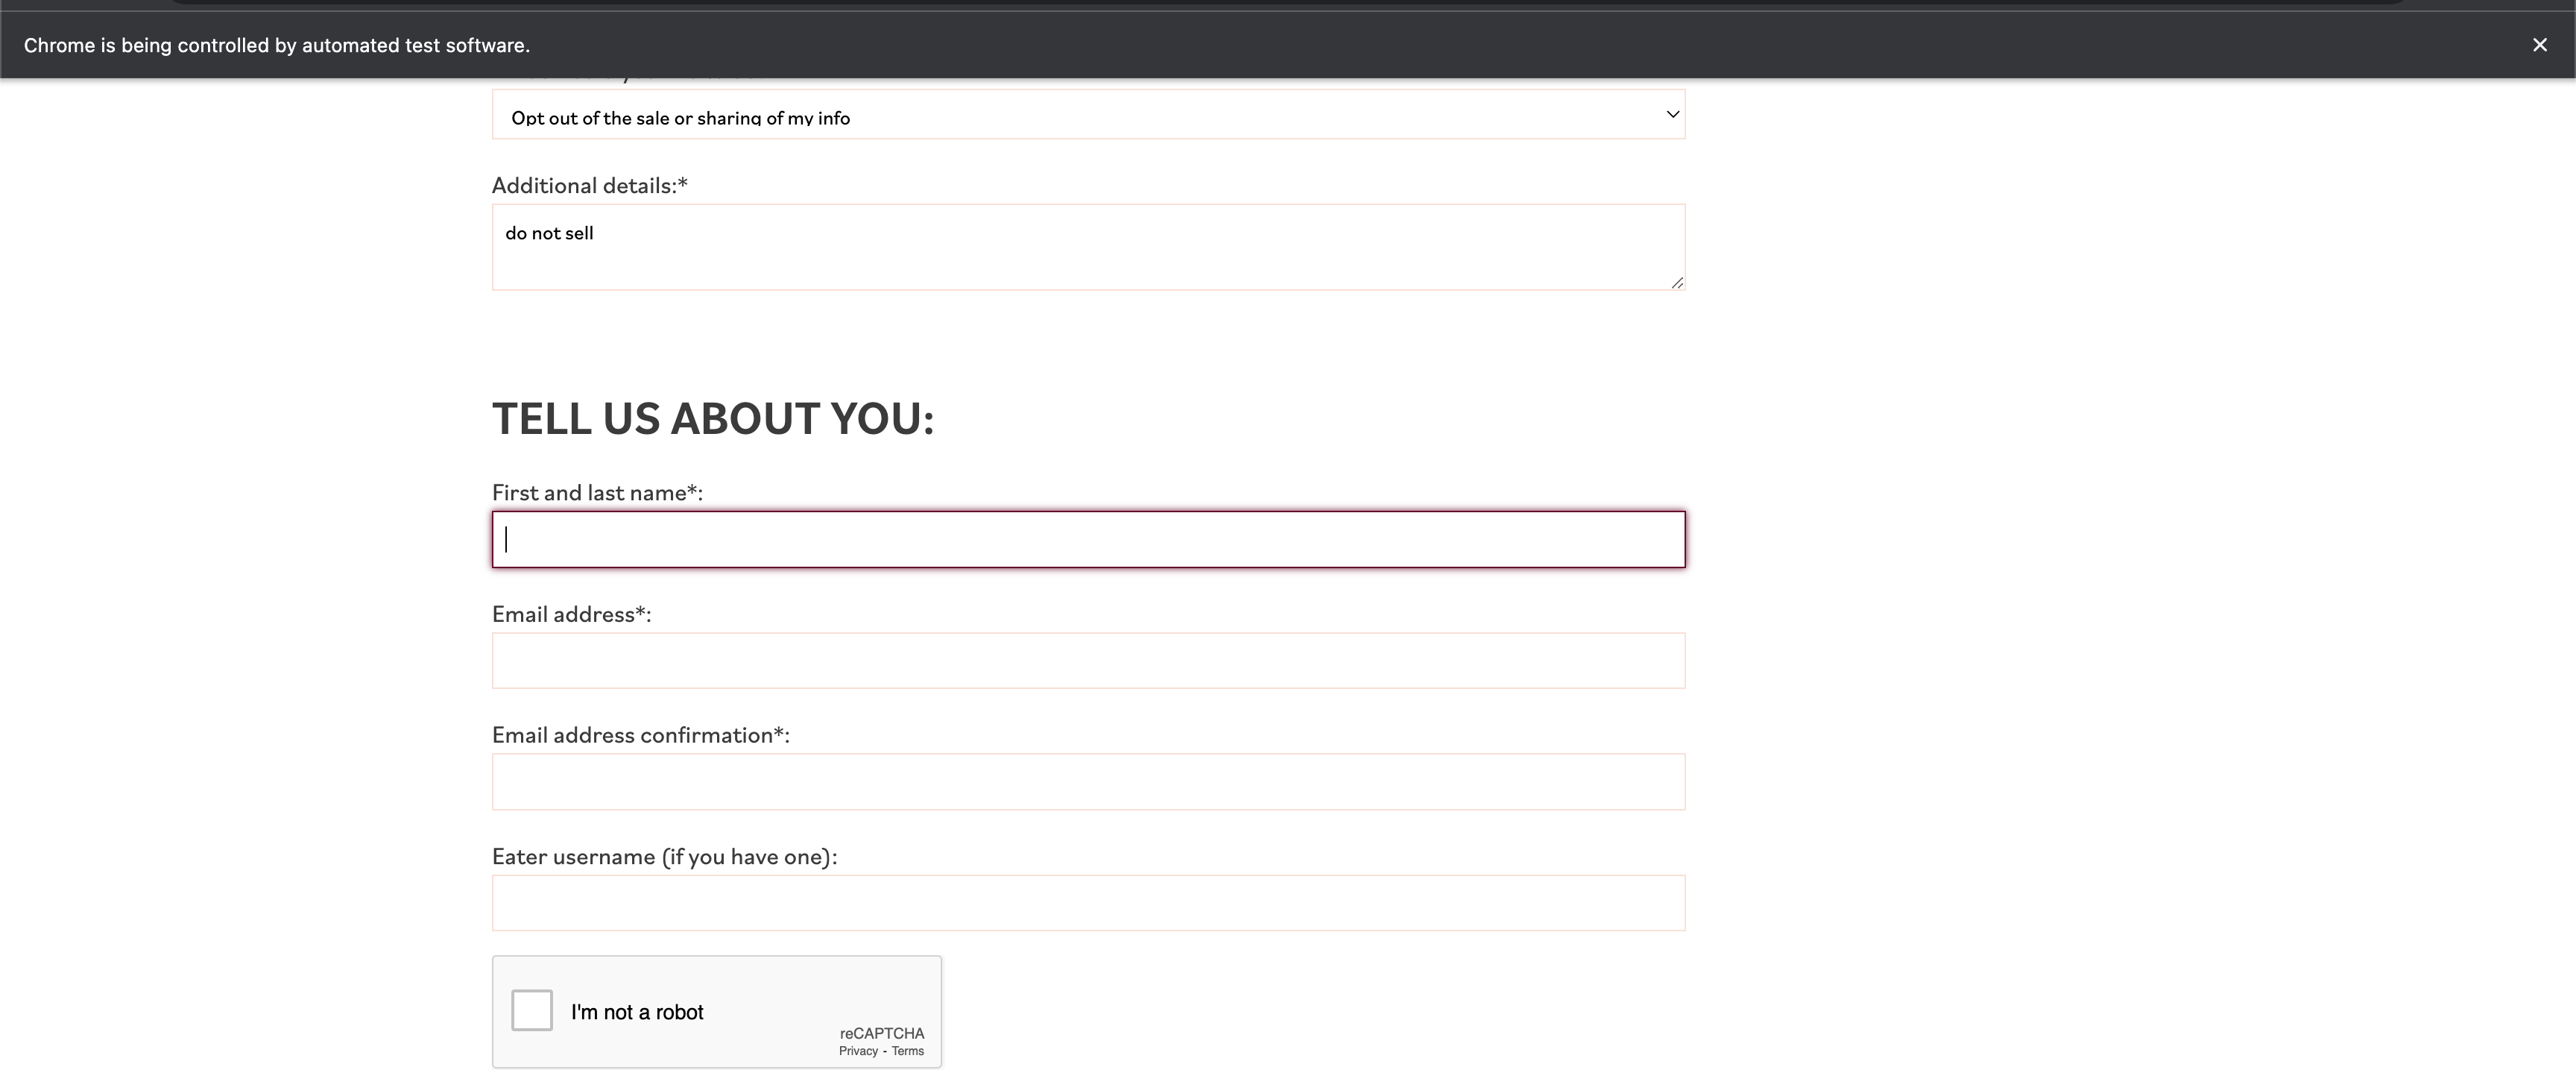 Chrome is being controlled by automated test software.
Opt out of the sale or sharing of my info
Additional details:*
do not sell
TELL US ABOUT YOU:
First and last name*:
Email address*:
Email address confirmation*:
Eater username (if you have one):
I'm not a robot
reCAPTCHA
Privacy - Terms